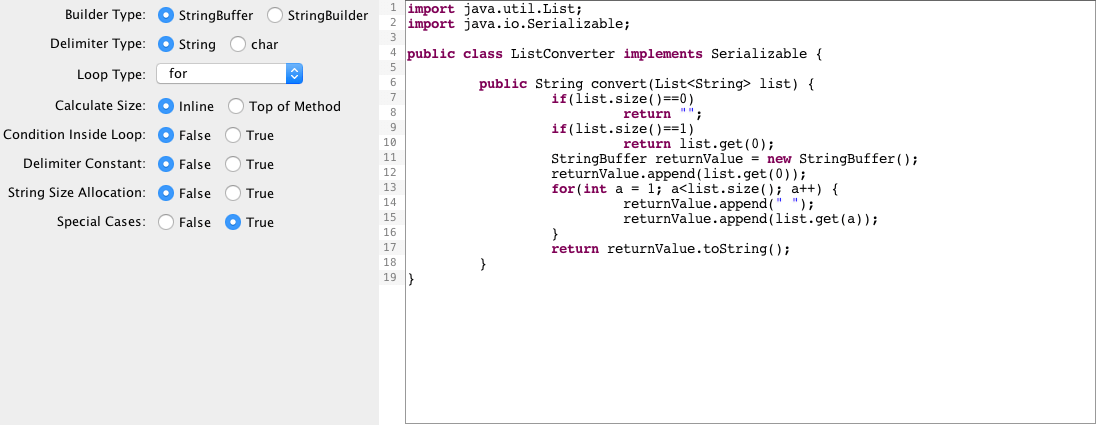 Builder Type: StringBuffer StringBuilder
Delimiter Type: String char
Loop Type: for
Calculate Size: Inline Top of Method
Condition Inside Loop: False True
Delimiter Constant: False True
String Size Allocation: False True
Special Cases: False True
1 import java.util.List;
2 import java.io.Serializable;
3
4 public class ListConverter implements Serializable {
5
6 public String convert(List<String> list) {
7 if(list.size()==0)
8 return "";
9 if(list.size()==1)
10 return list.get(0);
11 StringBuffer returnValue = new StringBuffer();
12 returnValue.append(list.get(0));
13 for(int a = 1; a<list.size(); a++) {
14 returnValue.append(" ");
15 returnValue.append(list.get(a));
16 }
17 return returnValue.toString();
18 }
19 }